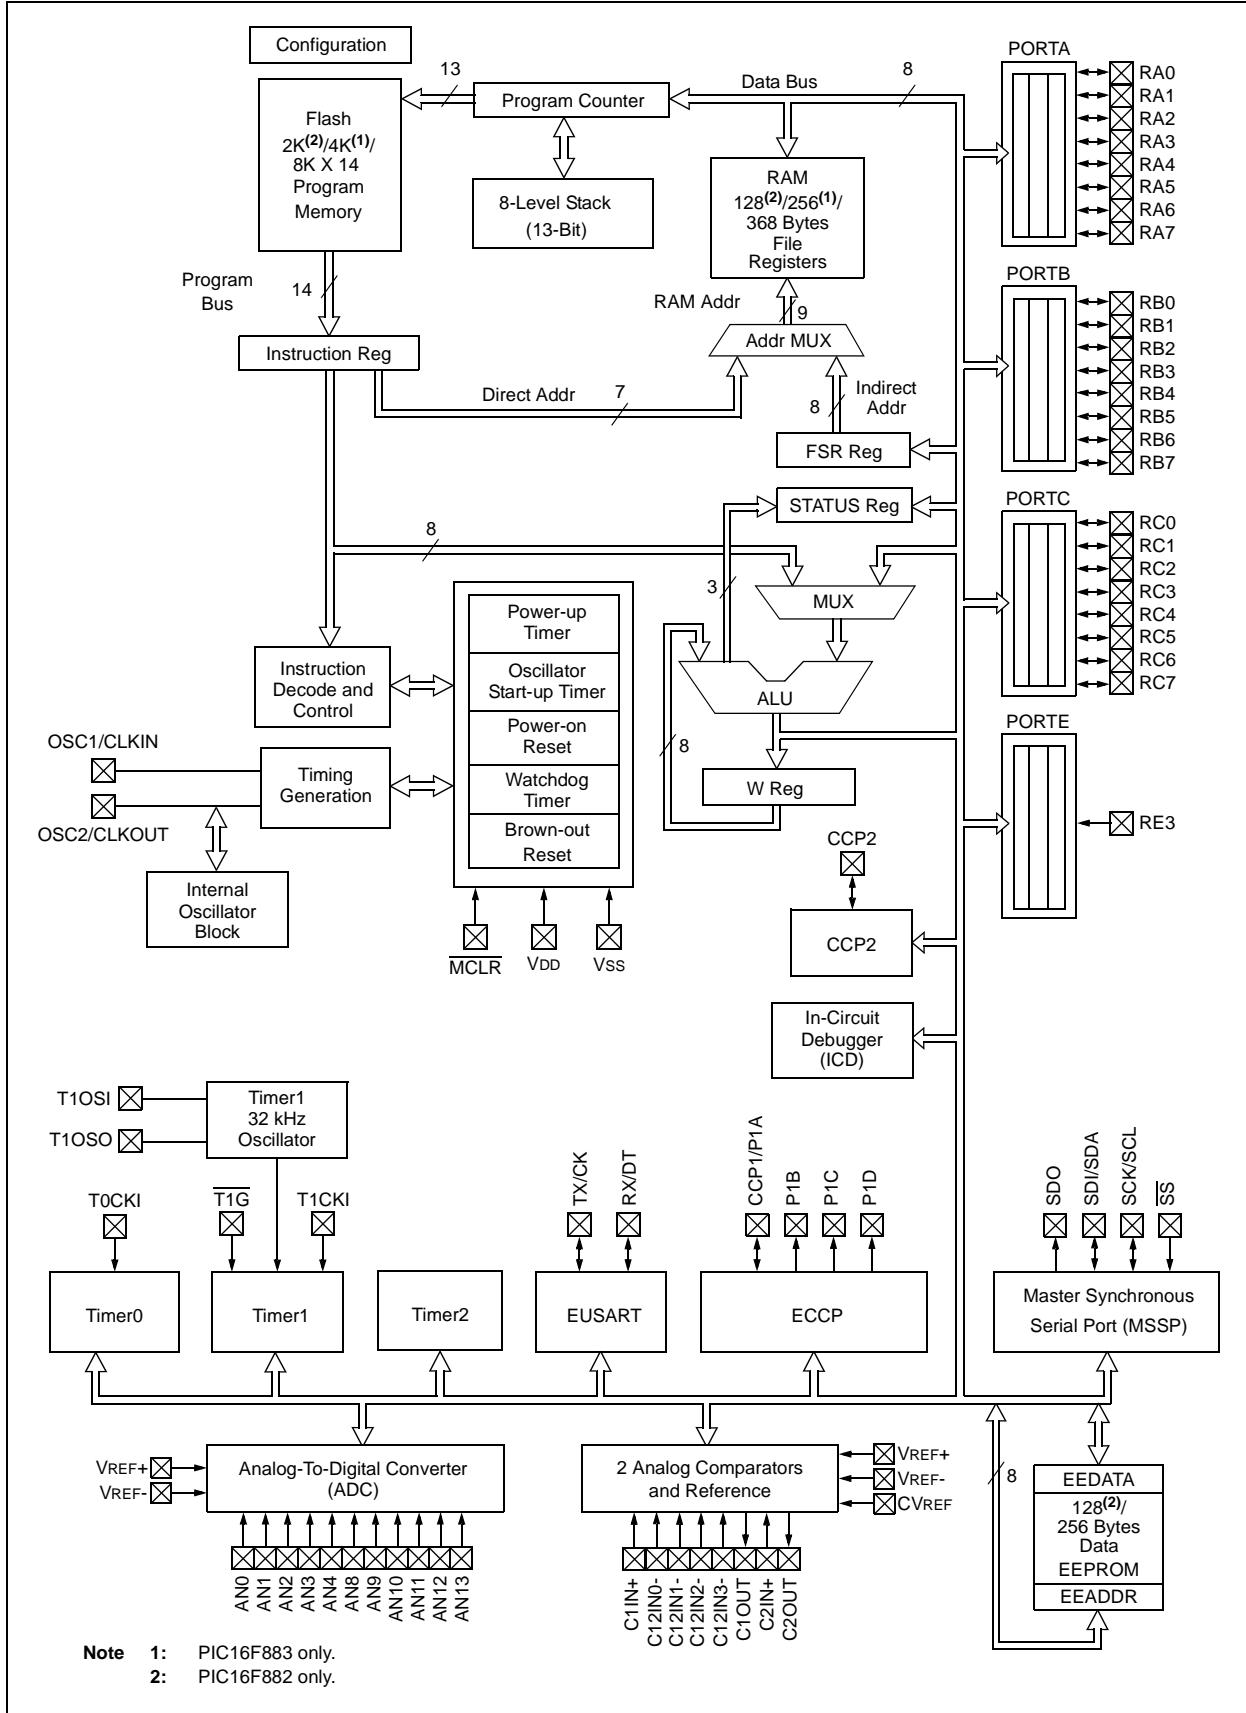 Configuration
13
Program Counter
Data Bus
8
PORTA
RA0
RA1
RA2
RA3
RA4
RA5
RA6
RA7
Flash
2K(2)/4K(1)/
8K X 14
Program
Memory
8-Level Stack
(13-Bit)
RAM
128(2)/256(1)/
368 Bytes
File
Registers
Program
Bus
14
RAM Addr
9
Addr MUX
Instruction Reg
Direct Addr
7
8
Indirect
Addr
FSR Reg
STATUS Reg
PORTB
RB0
RB1
RB2
RB3
RB4
RB5
RB6
RB7
PORTC
RC0
RC1
RC2
RC3
RC4
RC5
RC6
RC7
8
3
MUX
ALU
8
W Reg
Power-up
Timer
Oscillator
Start-up Timer
Power-on
Reset
Watchdog
Timer
Brown-out
Reset
Instruction
Decode and
Control
OSC1/CLKIN
Timing
Generation
OSC2/CLKOUT
Internal
Oscillator
Block
MCLR
VDD
VSS
PORTE
RE3
CCP2
CCP2
In-Circuit
Debugger
(ICD)
T1OSI
T1OSO
Timer1
32 kHz
Oscillator
T0CKI
T1G
T1CKI
TX/CK
RX/DT
CCP1/P1A
P1B
P1C
P1D
SDO
SDI/SDA
SCK/SCL
SS
Timer0
Timer1
Timer2
EUSART
ECCP
Master Synchronous
Serial Port (MSSP)
VREF+
VREF-
Analog-To-Digital Converter
(ADC)
2 Analog Comparators
and Reference
VREF+
VREF-
CVREF
8
EEDATA
128(2)/
256 Bytes
Data
EEPROM
EEADDR
AN0
AN1
AN2
AN3
AN4
AN8
AN9
AN10
AN11
AN12
AN13
C1IN+
C12IN0-
C12IN1-
C12IN2-
C12IN3-
C1OUT
C2IN+
C2OUT
Note 1: PIC16F883 only.
2: PIC16F882 only.